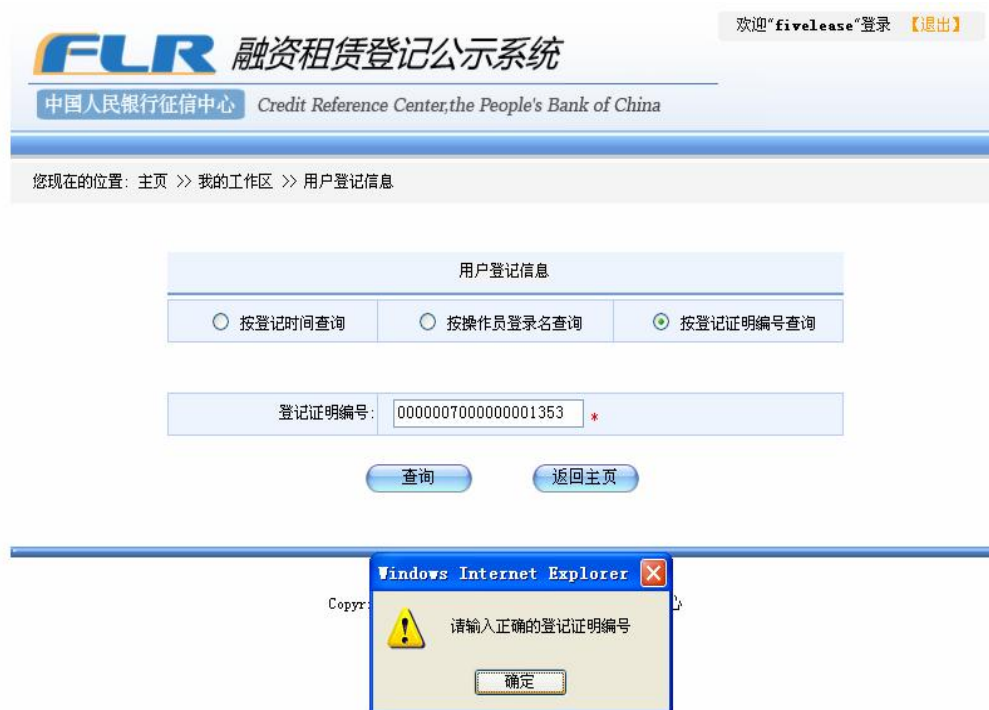 欢迎"fivelease"登录 【退出】
FLR 融资租赁登记公示系统
中国人民银行征信中心 Credit Reference Center,the People's Bank of China
您现在的位置: 主页 >> 我的工作区 >> 用户登记信息
用户登记信息
按登记时间查询 按操作员登录名查询 按登记证明编号查询
登记证明编号: 0000007000000001353 *
查询 返回主页
Windows Internet Explorer
请输入正确的登记证明编号
确定